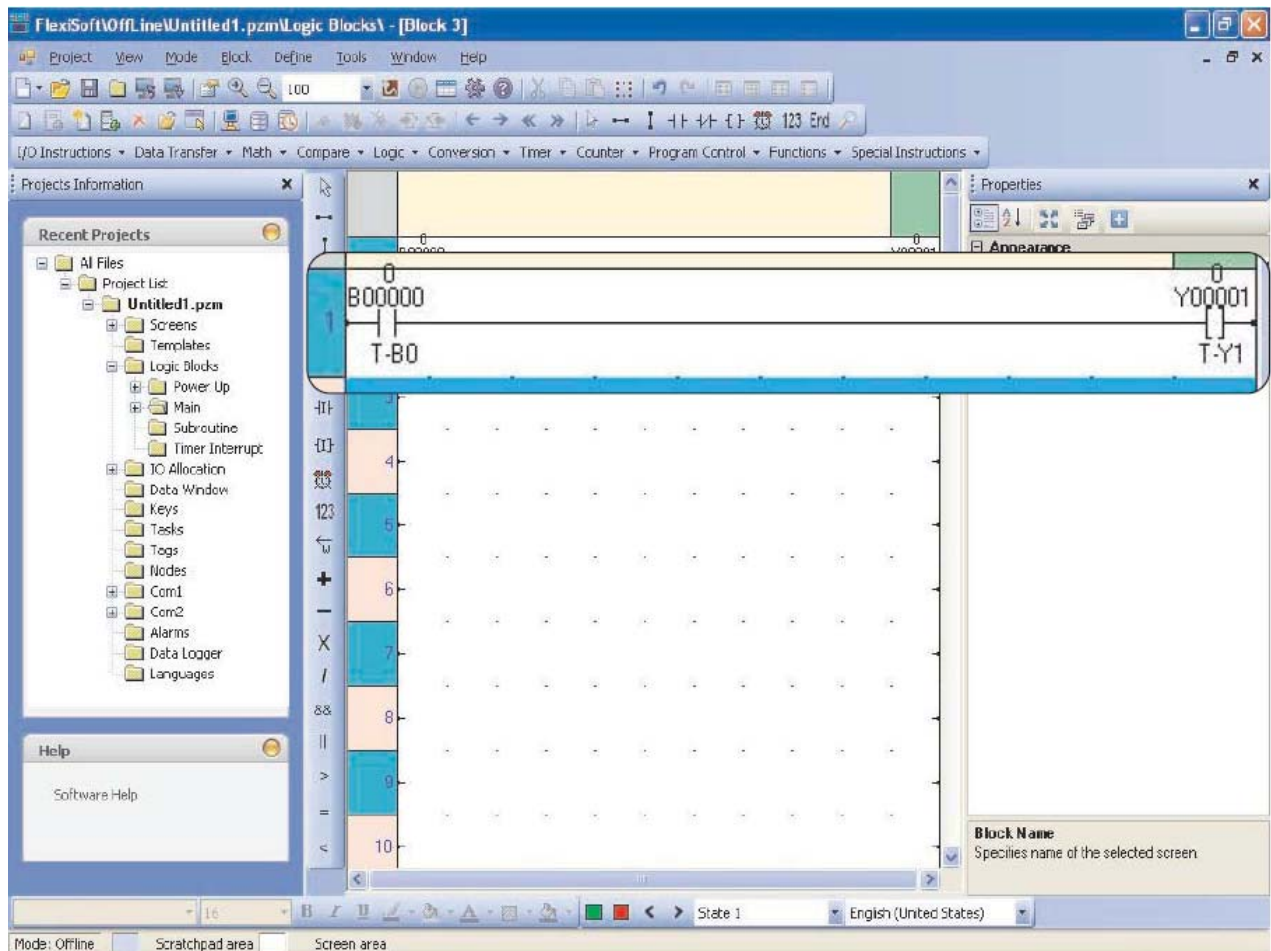 FlexiSoft\OffLine\Untitled1.pzm\Logic Blocks\ - [Block 3]
Project View Mode Block Define Tools Window Help
100
123 End
I/O Instructions Data Transfer Math Compare Logic Conversion Timer Counter Program Control Functions Special Instructions
Projects Information
Recent Projects
All Files
Project List
Untitled1.pzm
Screens
Templates
Logic Blocks
Power Up
Main
Subroutine
Timer Interrupt
IO Allocation
Data Window
Keys
Tasks
Tags
Nodes
Com1
Com2
Alarms
Data Logger
Languages
Help
Software Help
123
W
+
−
X
/
&&
||
>
=
<
0 0
0 0
B00000 Y00001
1
T-B0 T-Y1
3
4
5
6
7
8
9
10
Properties
Appearance
Block Name
Specifies name of the selected screen
16 B I U A State 1 English (United States)
Mode: Offline Scratchpad area Screen area